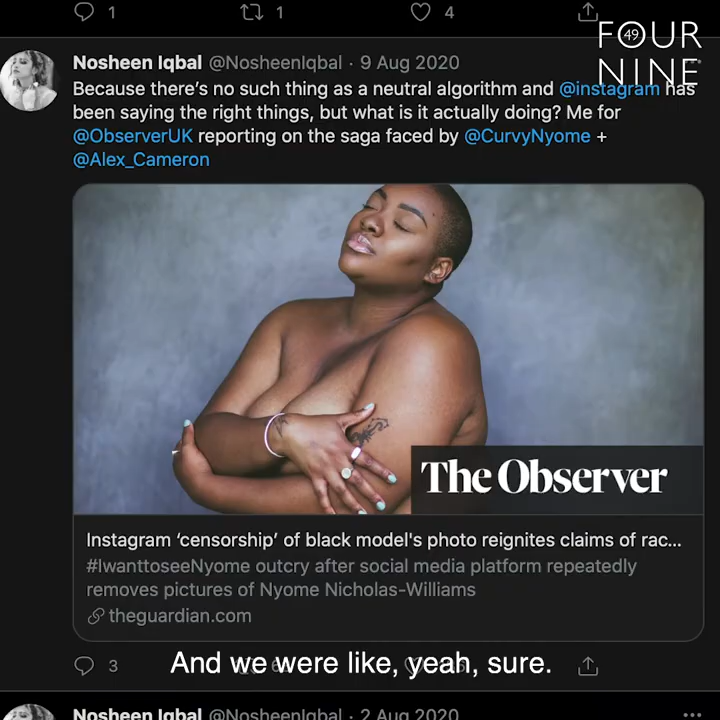 1 1 4
FOUR
49
NINE
Nosheen Iqbal @NosheenIqbal · 9 Aug 2020
Because there's no such thing as a neutral algorithm and @instagram has
been saying the right things, but what is it actually doing? Me for
@ObserverUK reporting on the saga faced by @CurvyNyome +
@Alex_Cameron
The Observer
Instagram ‘censorship’ of black model's photo reignites claims of rac...
#IwanttoseeNyome outcry after social media platform repeatedly
removes pictures of Nyome Nicholas-Williams
theguardian.com
3
And we were like, yeah, sure.
Nosheen Iqbal @NosheenIqbal · 2 Aug 2020